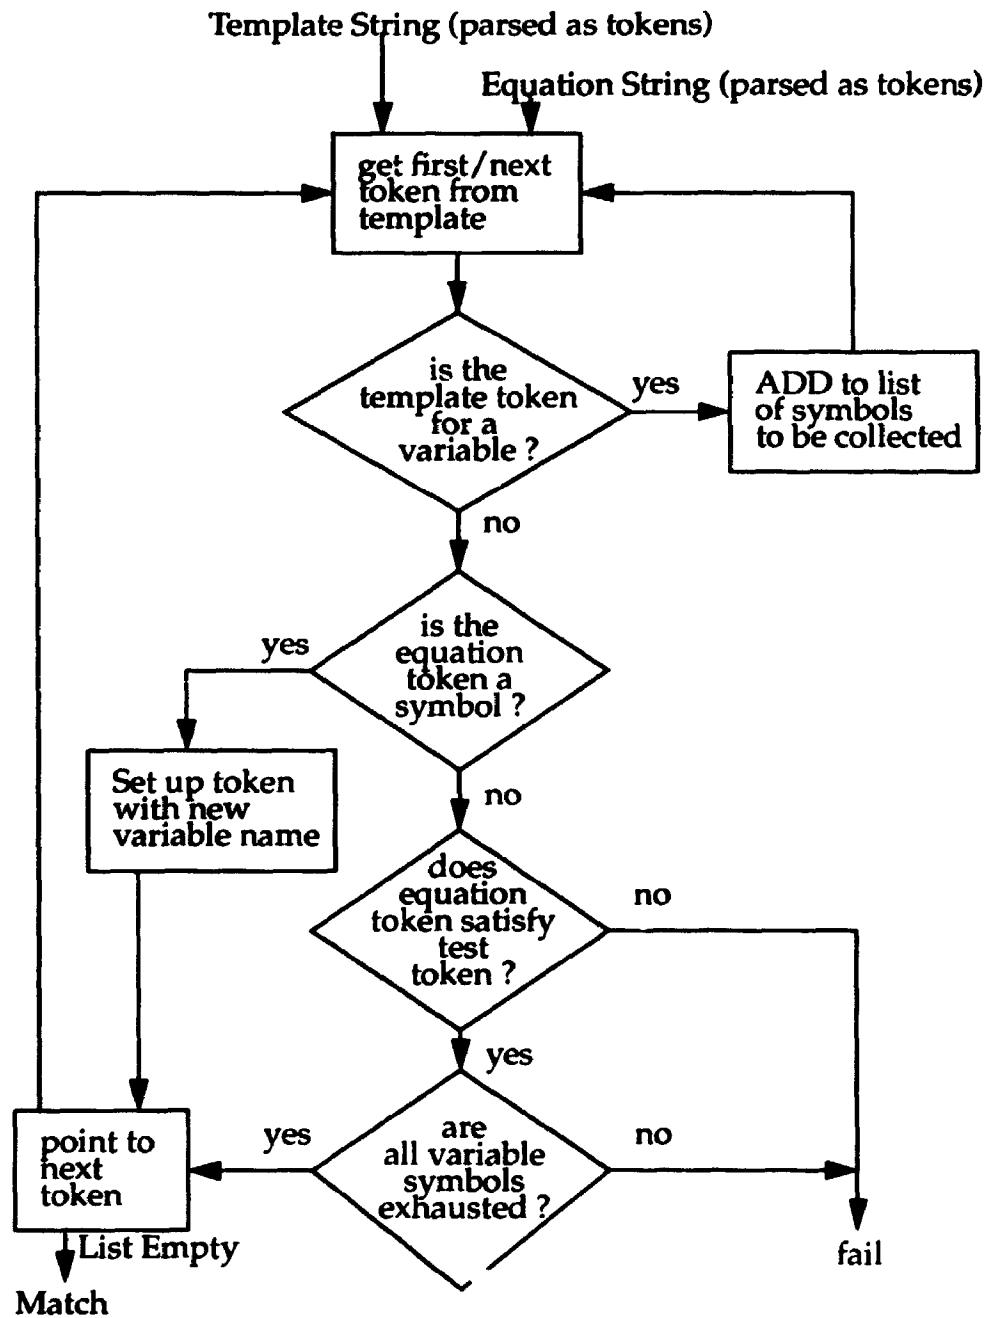 Template String (parsed as tokens)
Equation String (parsed as tokens)
get first/next
token from
template
is the
template token
for a
variable ?
yes
ADD to list
of symbols
to be collected
no
is the
equation
token a
symbol ?
yes
Set up token
with new
variable name
no
does
equation
token satisfy
test
token ?
no
yes
are
all variable
symbols
exhausted ?
yes
no
point to
next
token
List Empty
Match
fail